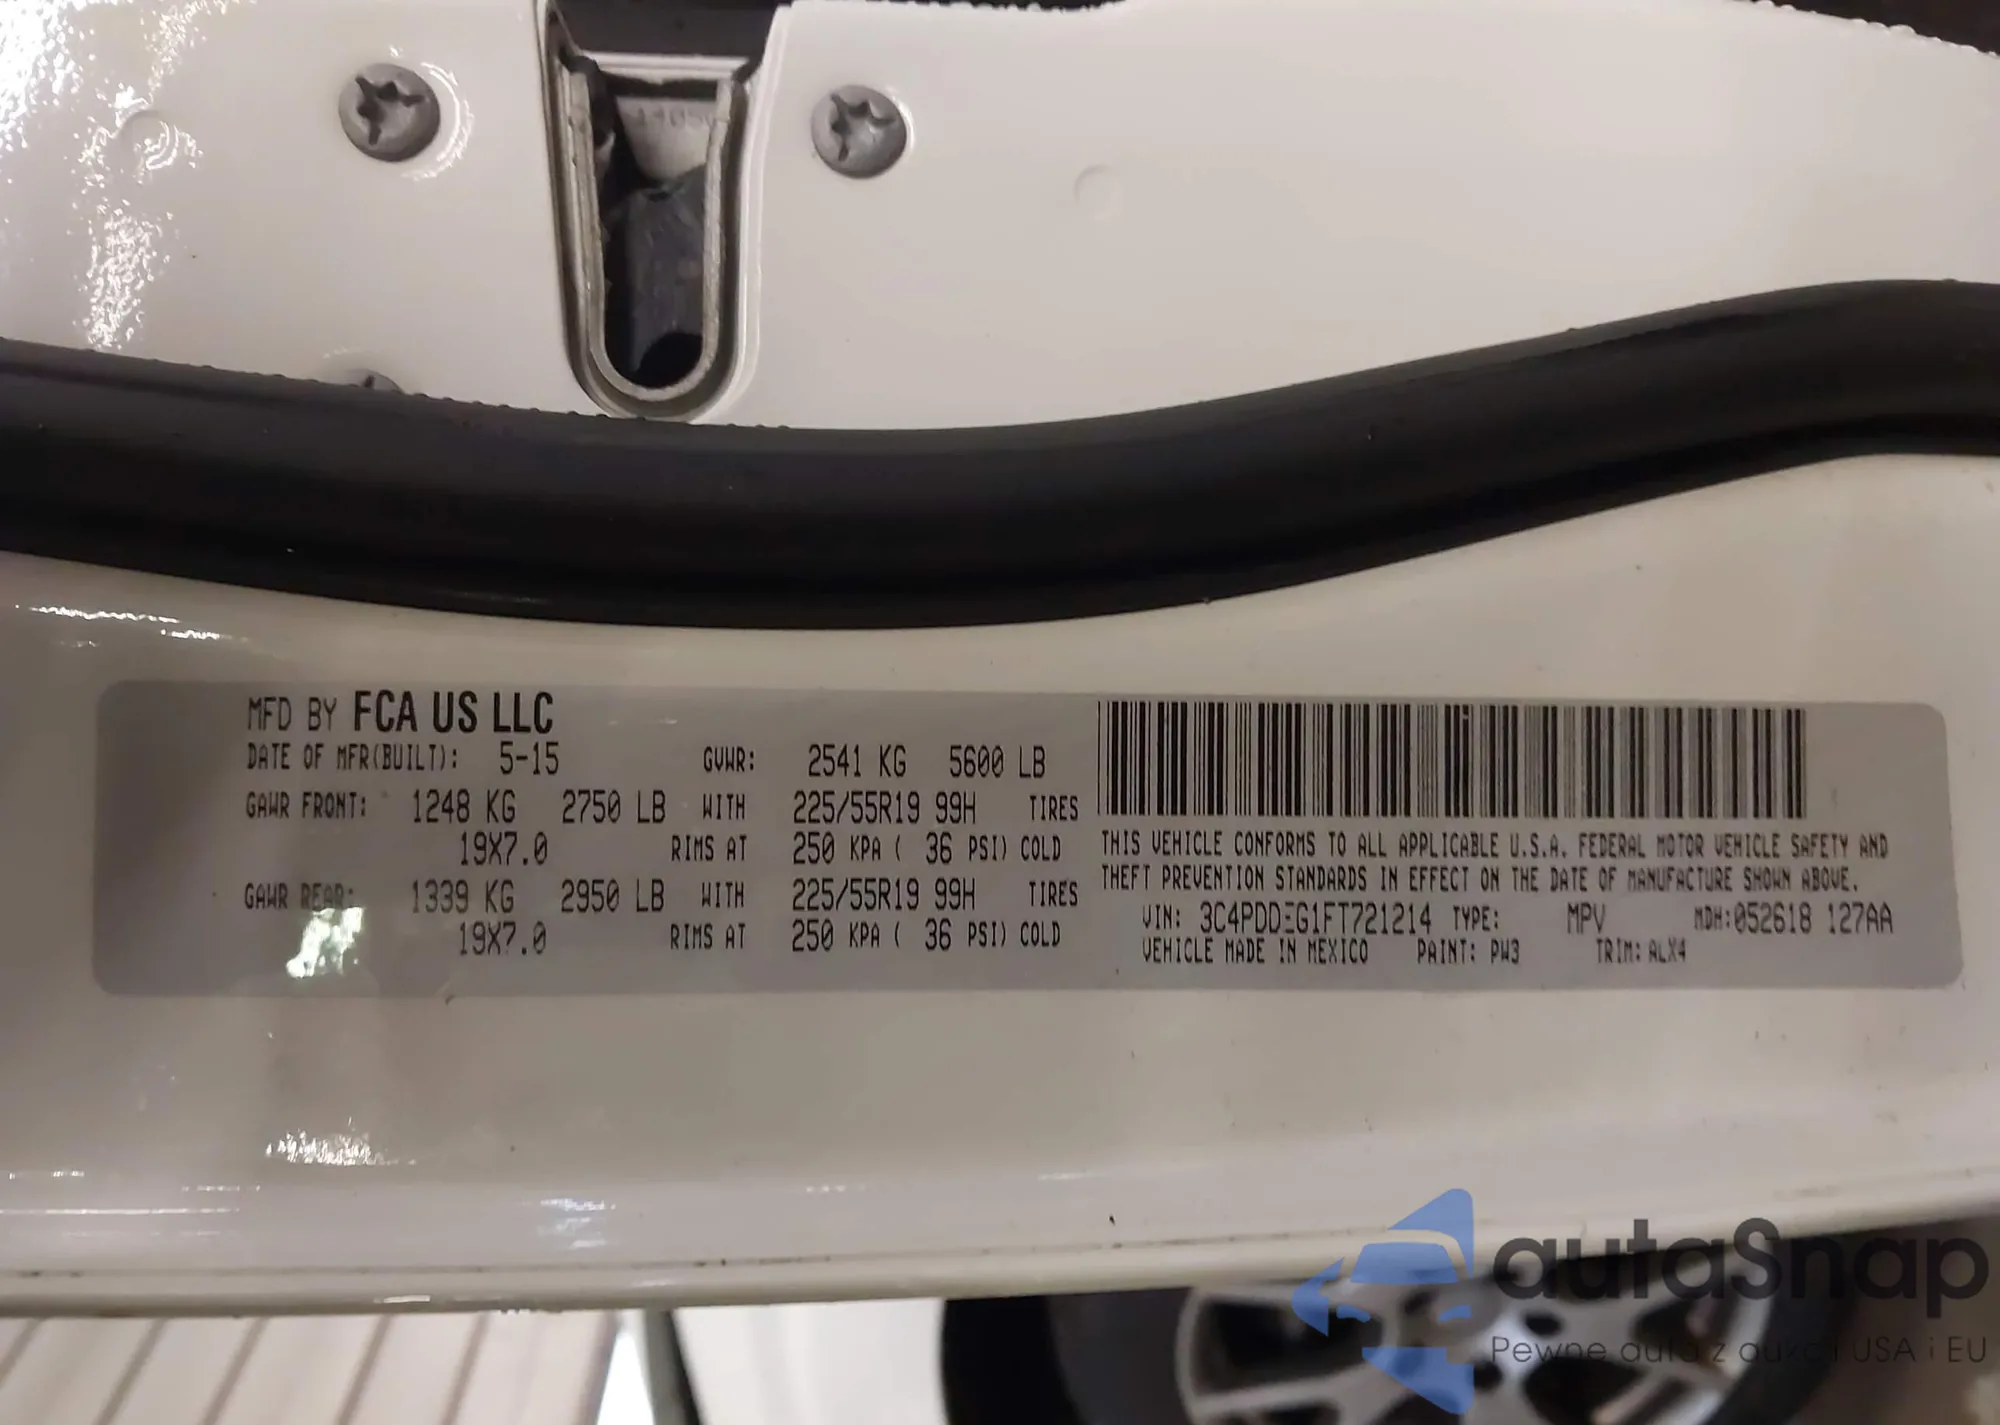 MFD BY FCA US LLC
DATE OF MFR(BUILT): 5-15 GVWR: 2541 KG 5600 LB
GAWR FRONT: 1248 KG 2750 LB WITH 225/55R19 99H TIRES
19X7.0 RIMS AT 250 KPA ( 36 PSI) COLD
GAWR REAR: 1339 KG 2950 LB WITH 225/55R19 99H TIRES
19X7.0 RIMS AT 250 KPA ( 36 PSI) COLD
THIS VEHICLE CONFORMS TO ALL APPLICABLE U.S.A. FEDERAL MOTOR VEHICLE SAFETY AND
THEFT PREVENTION STANDARDS IN EFFECT ON THE DATE OF MANUFACTURE SHOWN ABOVE.
VIN: 3C4PDDEG1FT721214 TYPE: MPV MDH:052618 127AA
VEHICLE MADE IN MEXICO PAINT: PW3 TRIM: ALX4
autaSnap
Pewne auta z aukcji USA i EU